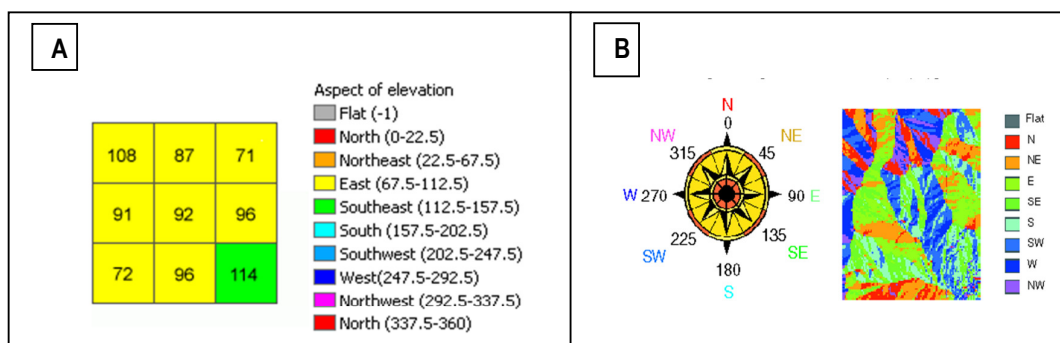 A
108 87 71
91 92 96
72 96 114
Aspect of elevation
Flat (-1)
North (0-22.5)
Northeast (22.5-67.5)
East (67.5-112.5)
Southeast (112.5-157.5)
South (157.5-202.5)
Southwest (202.5-247.5)
West(247.5-292.5)
Northwest (292.5-337.5)
North (337.5-360)
B
N
0
NW NE
315 45
W 270 90 E
225 135
SW SE
180
S
Flat
N
NE
E
SE
S
SW
W
NW